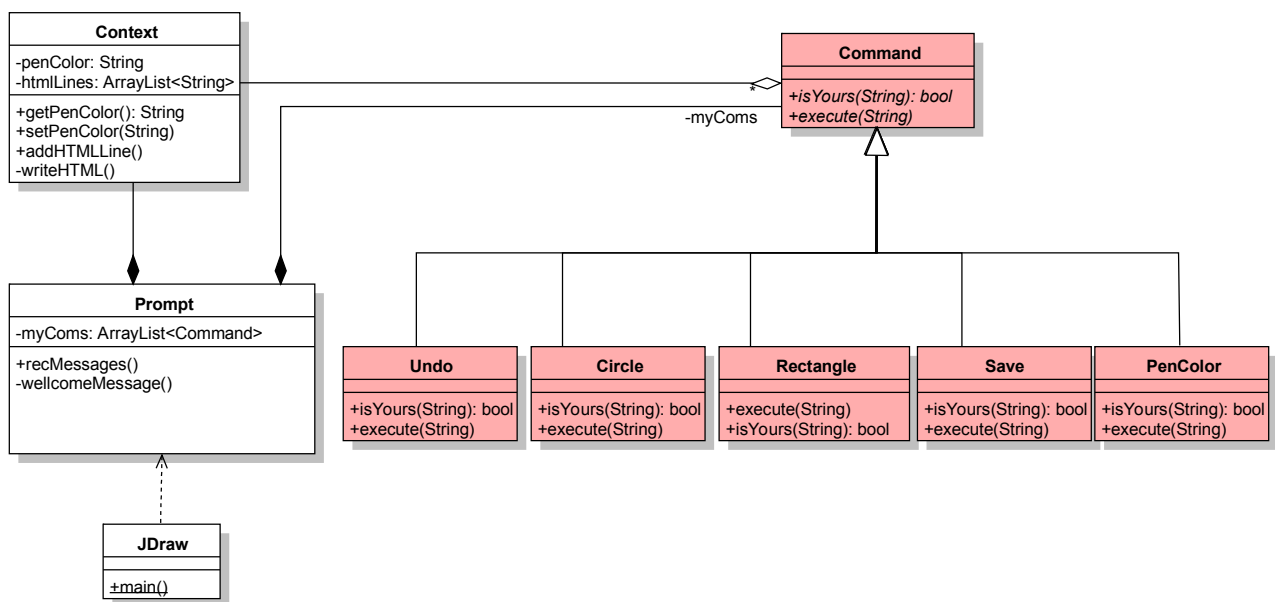 Context
-penColor: String
-htmlLines: ArrayList<String>
+getPenColor(): String
+setPenColor(String)
+addHTMLLine()
-writeHTML()
Command
+isYours(String): bool
+execute(String)
*
-myComs
Prompt
-myComs: ArrayList<Command>
+recMessages()
-wellcomeMessage()
Undo
+isYours(String): bool
+execute(String)
Circle
+isYours(String): bool
+execute(String)
Rectangle
+execute(String)
+isYours(String): bool
Save
+isYours(String): bool
+execute(String)
PenColor
+isYours(String): bool
+execute(String)
JDraw
+main()